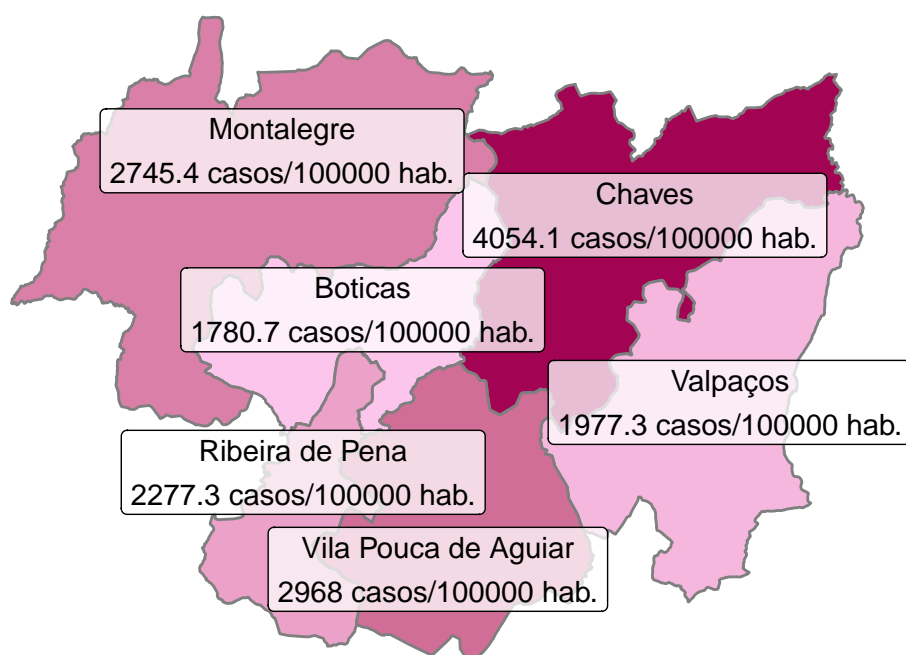 Montalegre
2745.4 casos/100000 hab.
Chaves
4054.1 casos/100000 hab.
Boticas
1780.7 casos/100000 hab.
Valpaços
1977.3 casos/100000 hab.
Ribeira de Pena
2277.3 casos/100000 hab.
Vila Pouca de Aguiar
2968 casos/100000 hab.